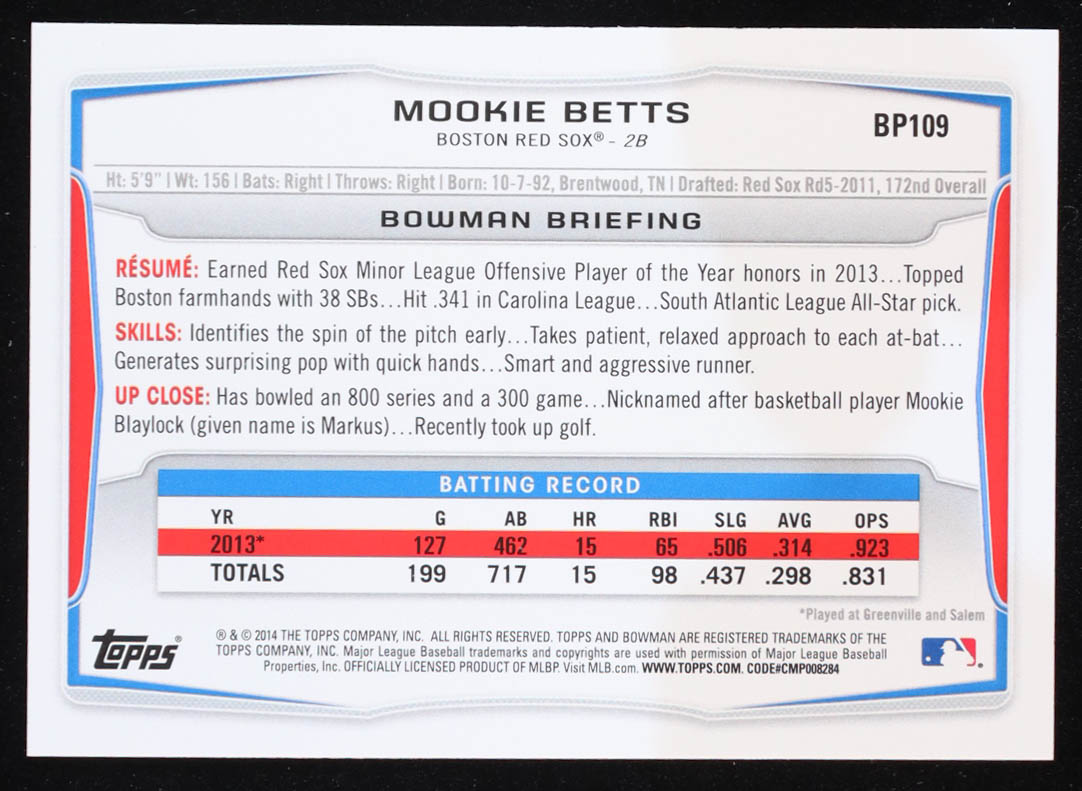 MOOKIE BETTS
BOSTON RED SOX® - 2B
BP109
Ht: 5'9" | Wt: 156 | Bats: Right | Throws: Right | Born: 10-7-92, Brentwood, TN | Drafted: Red Sox Rd5-2011, 172nd Overall
BOWMAN BRIEFING
RÉSUMÉ: Earned Red Sox Minor League Offensive Player of the Year honors in 2013...Topped
Boston farmhands with 38 SBs...Hit .341 in Carolina League...South Atlantic League All-Star pick.
SKILLS: Identifies the spin of the pitch early...Takes patient, relaxed approach to each at-bat...
Generates surprising pop with quick hands...Smart and aggressive runner.
UP CLOSE: Has bowled an 800 series and a 300 game...Nicknamed after basketball player Mookie
Blaylock (given name is Markus)...Recently took up golf.
BATTING RECORD
YR G AB HR RBI SLG AVG OPS
2013* 127 462 15 65 .506 .314 .923
TOTALS 199 717 15 98 .437 .298 .831
*Played at Greenville and Salem
Topps®
® & © 2014 THE TOPPS COMPANY, INC. ALL RIGHTS RESERVED. TOPPS AND BOWMAN ARE REGISTERED TRADEMARKS OF THE
TOPPS COMPANY, INC. Major League Baseball trademarks and copyrights are used with permission of Major League Baseball
Properties, Inc. OFFICIALLY LICENSED PRODUCT OF MLBP. Visit MLB.com. WWW.TOPPS.COM. CODE#CMP008284